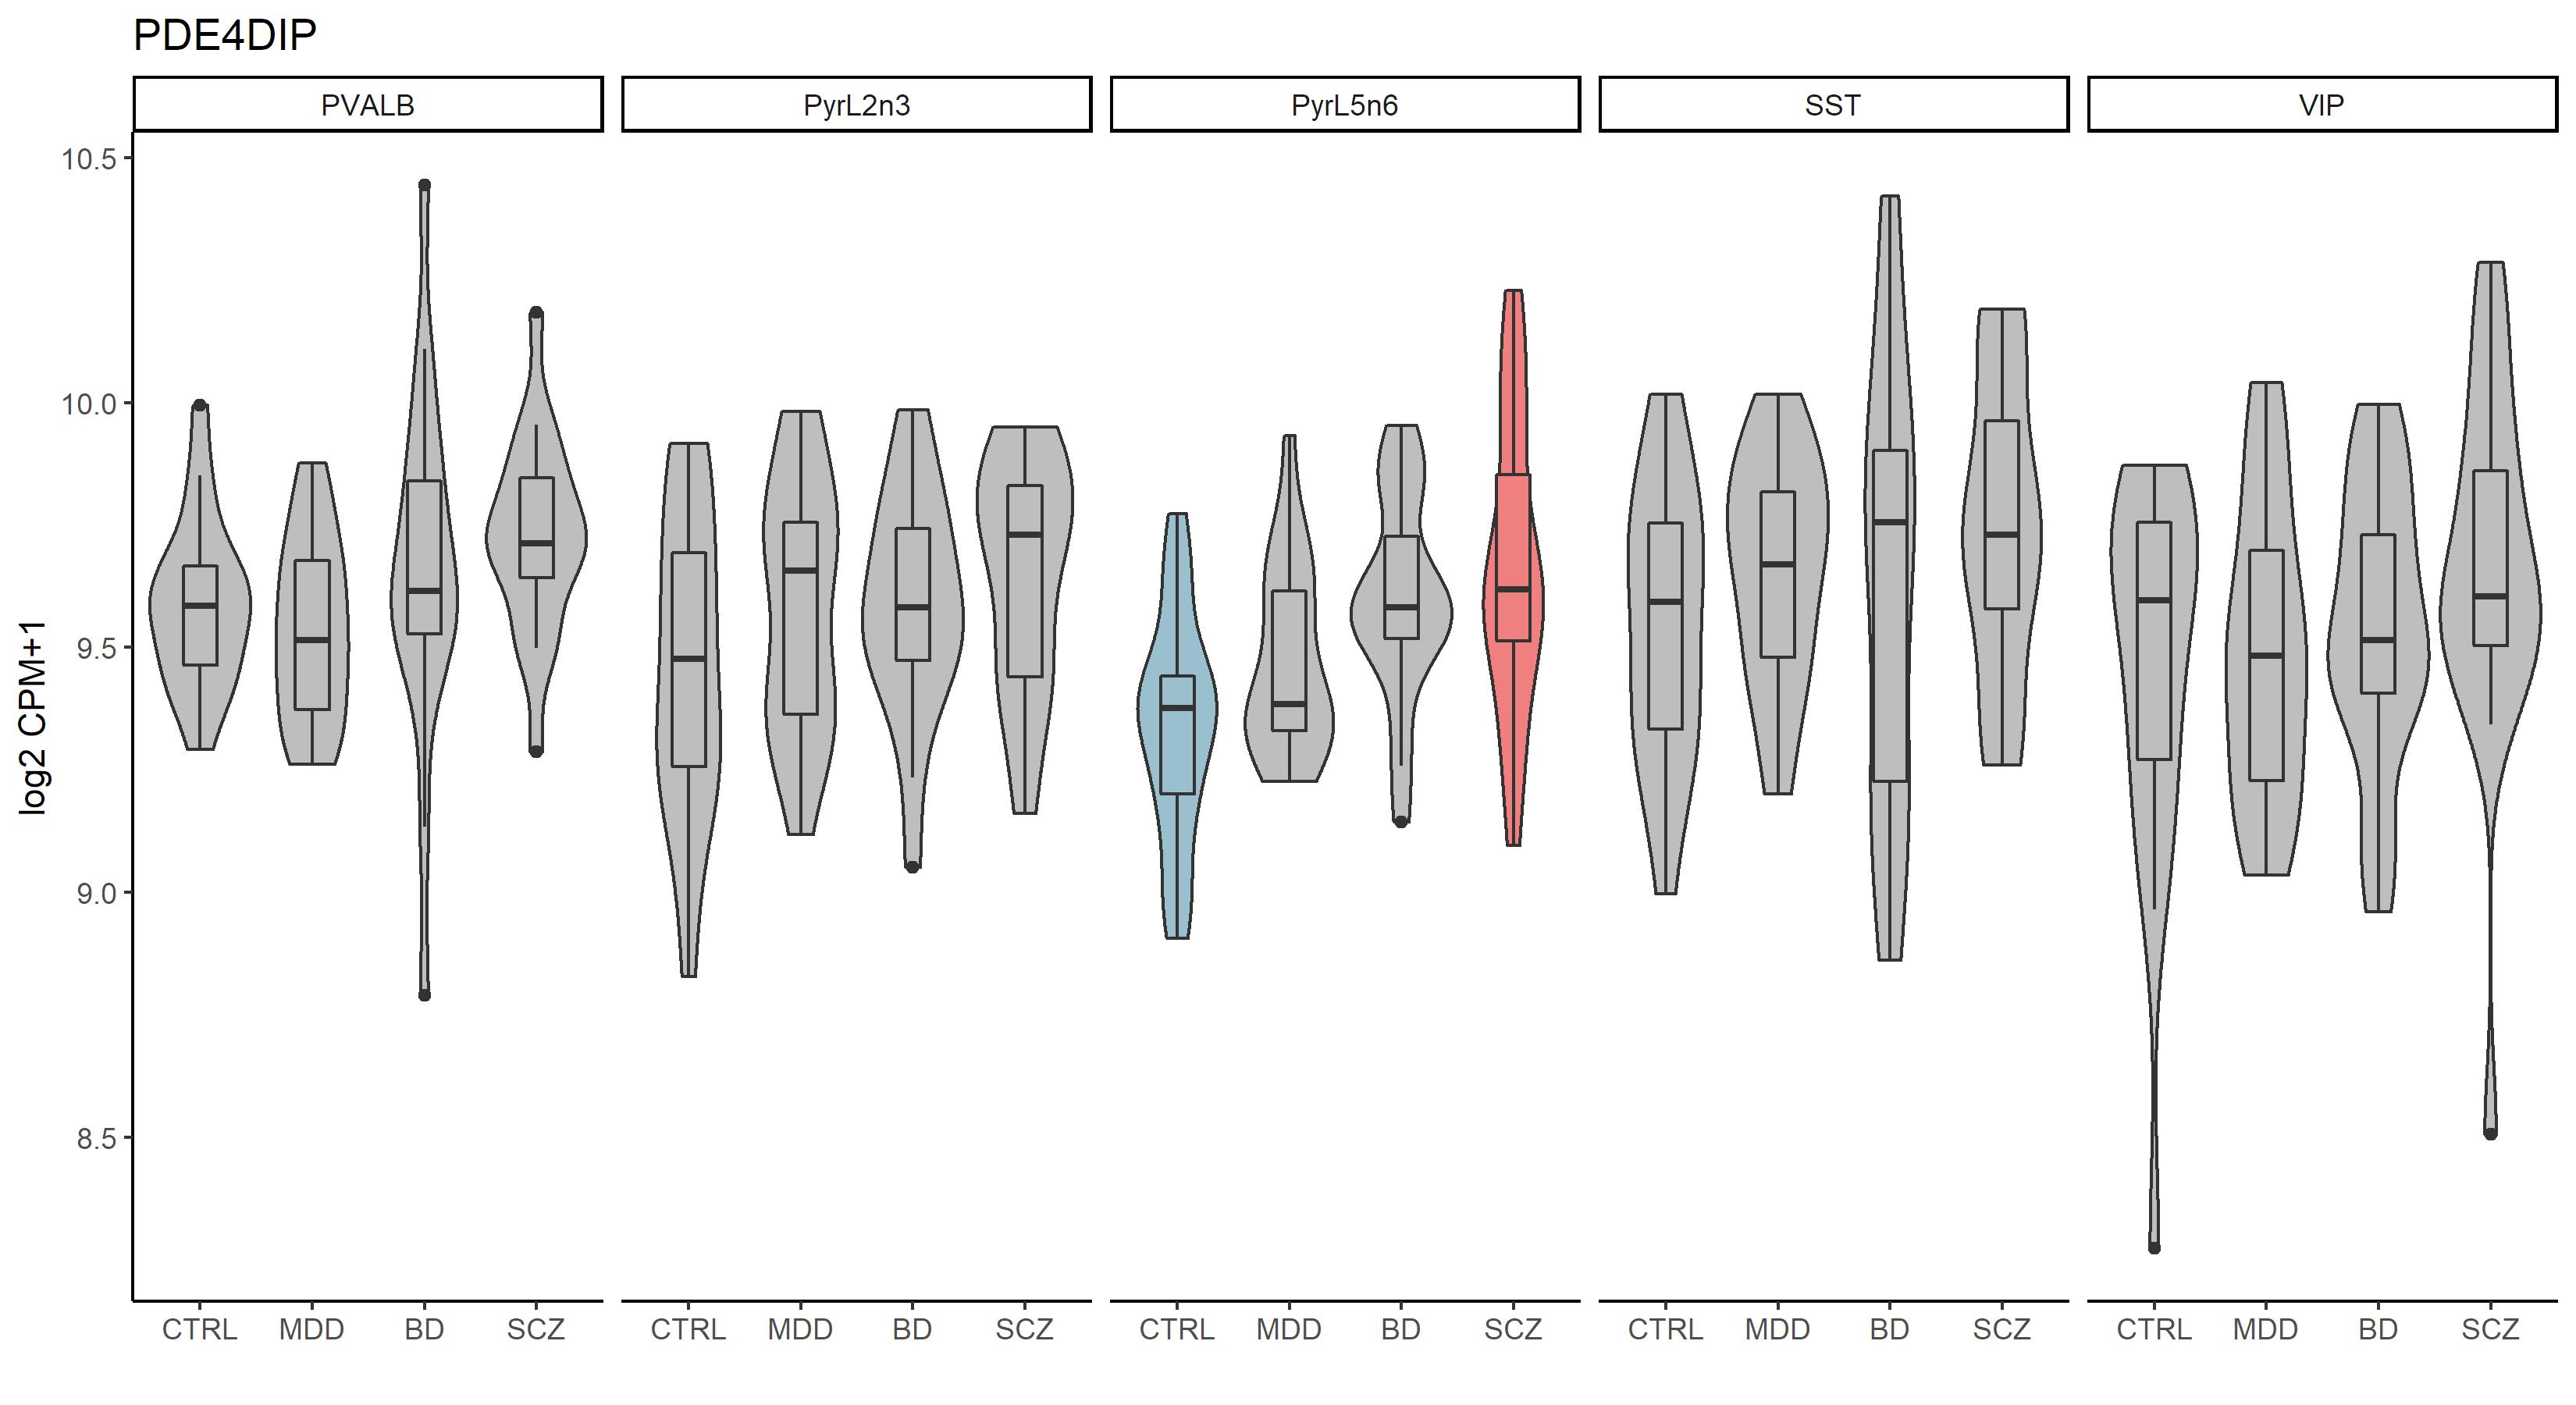 PDE4DIP
PVALB PyrL2n3 PyrL5n6 SST VIP
10.5
10.0
9.5
9.0
8.5
log2 CPM+1
CTRL MDD BD SCZ CTRL MDD BD SCZ CTRL MDD BD SCZ CTRL MDD BD SCZ CTRL MDD BD SCZ